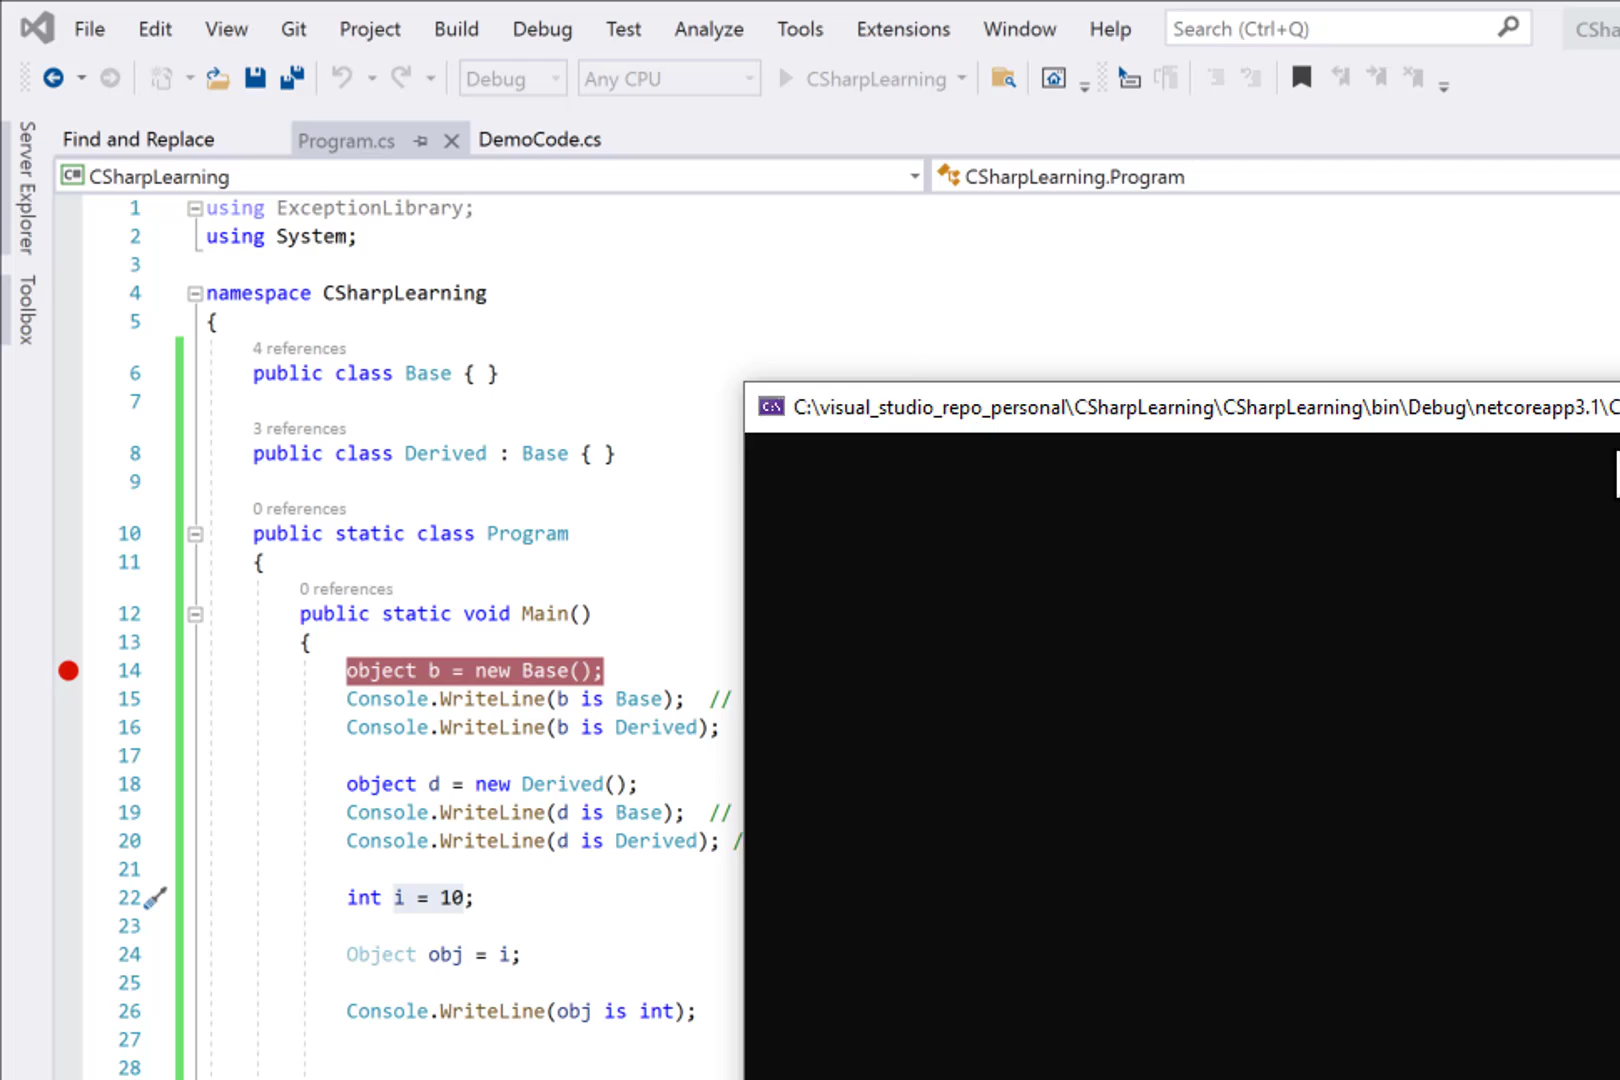 File Edit View Git Project Build Debug Test Analyze Tools Extensions Window Help Search (Ctrl+Q) CSha
Debug Any CPU CSharpLearning
Server Explorer
Toolbox
Find and Replace Program.cs DemoCode.cs
C# CSharpLearning CSharpLearning.Program
1 using ExceptionLibrary;
2 using System;
3
4 namespace CSharpLearning
5 {
4 references
6 public class Base { }
7
3 references
8 public class Derived : Base { }
9
0 references
10 public static class Program
11 {
0 references
12 public static void Main()
13 {
14 object b = new Base();
15 Console.WriteLine(b is Base); //
16 Console.WriteLine(b is Derived);
17
18 object d = new Derived();
19 Console.WriteLine(d is Base); //
20 Console.WriteLine(d is Derived); /
21
22 int i = 10;
23
24 Object obj = i;
25
26 Console.WriteLine(obj is int);
27
28
C:\ C:\visual_studio_repo_personal\CSharpLearning\CSharpLearning\bin\Debug\netcoreapp3.1\C